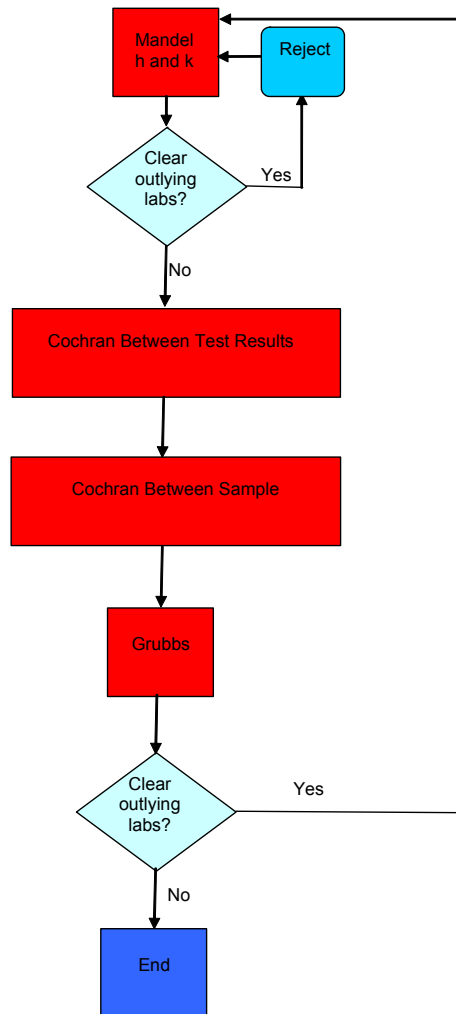 Mandel
h and k
Reject
Clear
outlying
labs?
Yes
No
Cochran Between Test Results
Cochran Between Sample
Grubbs
Clear
outlying
labs?
Yes
No
End